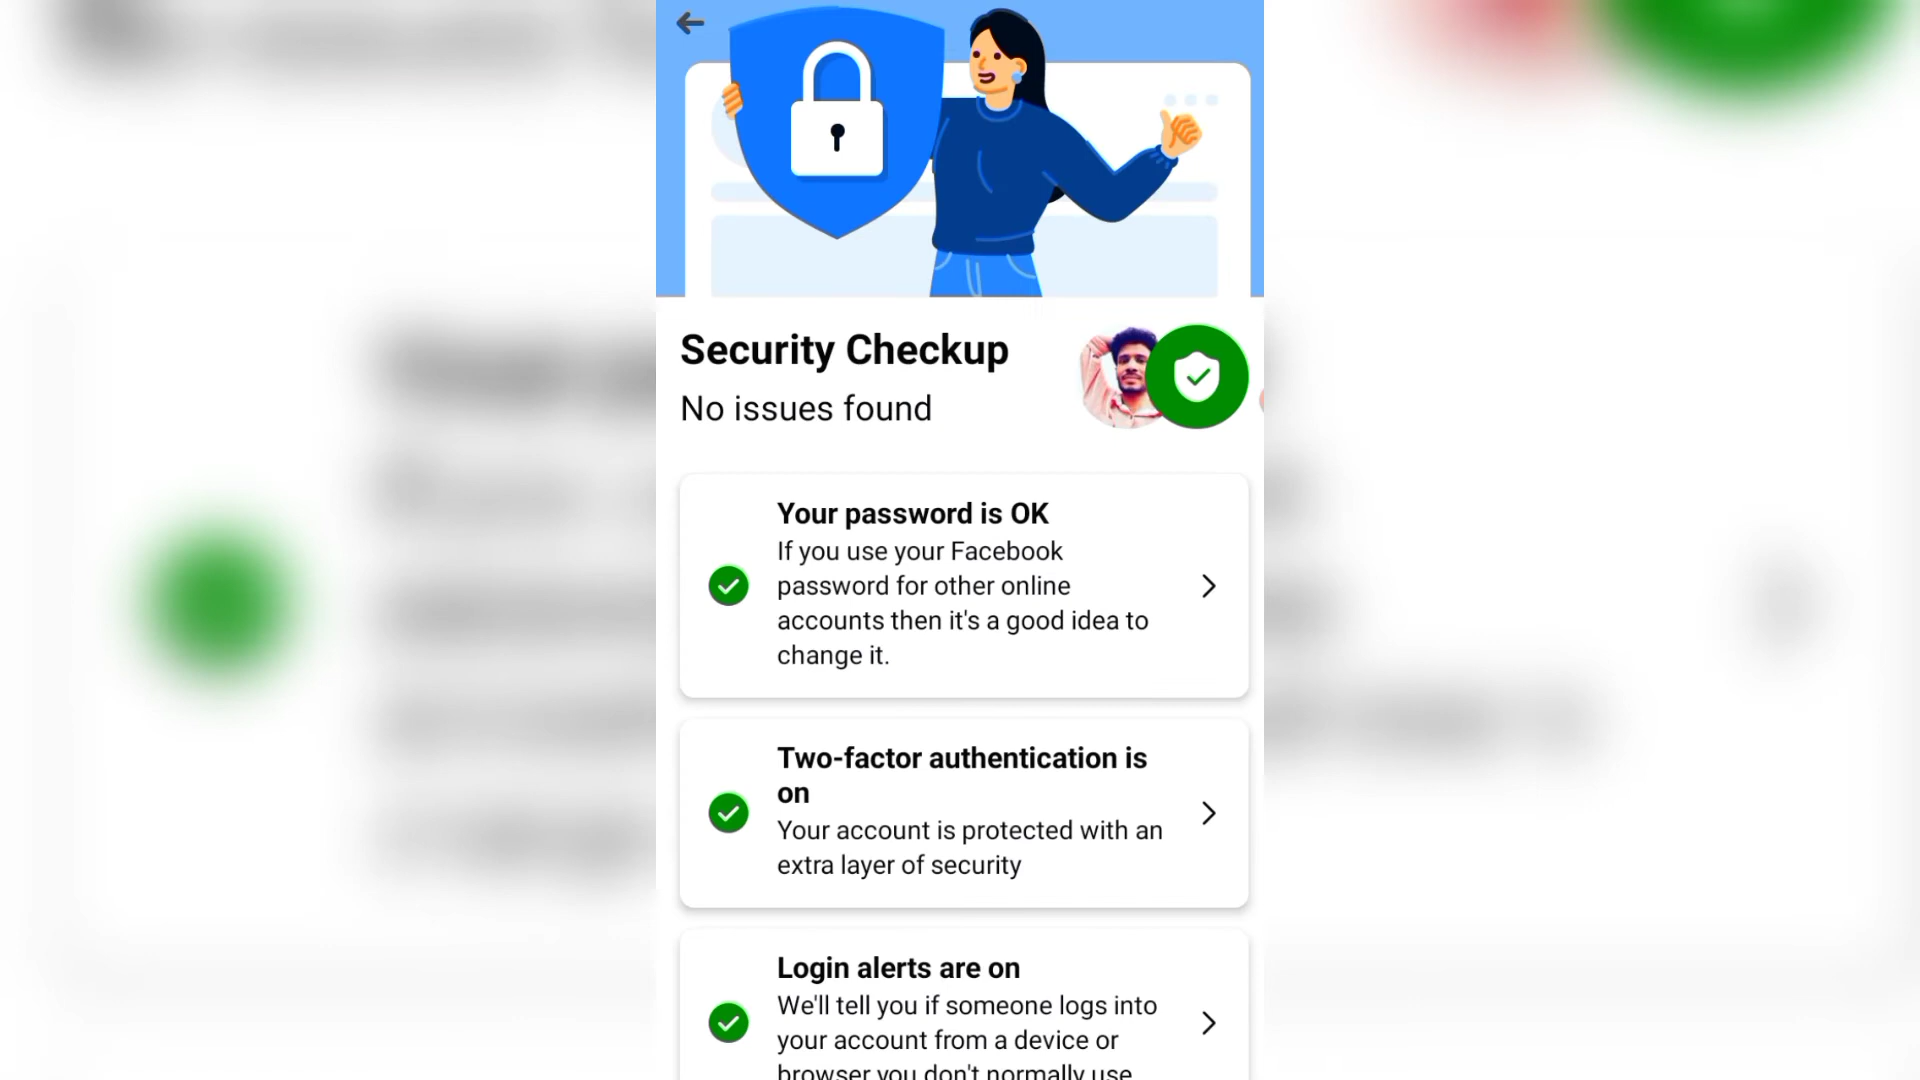 Security Checkup
No issues found
Your password is OK
If you use your Facebook
password for other online
accounts then it's a good idea to
change it.
Two-factor authentication is
on
Your account is protected with an
extra layer of security
Login alerts are on
We'll tell you if someone logs into
your account from a device or
browser you don't normally use